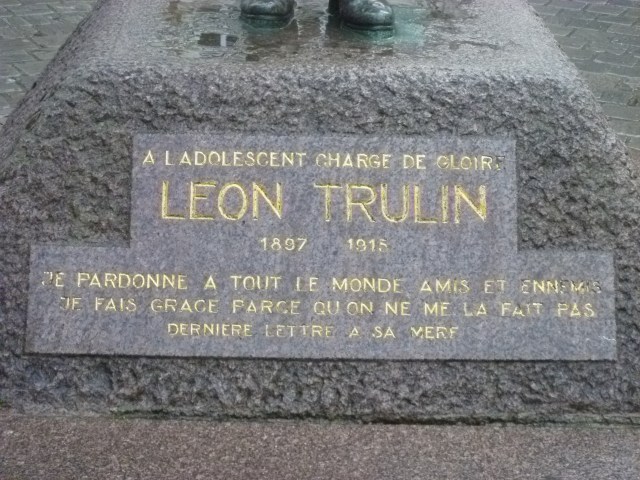 A L'ADOLESCENT CHARGE DE GLOIRE
LEON TRULIN
1897 1915
JE PARDONNE A TOUT LE MONDE AMIS ET ENNEMIS
JE FAIS GRACE PARCE QU'ON NE ME LA FAIT PAS
DERNIERE LETTRE A SA MERE